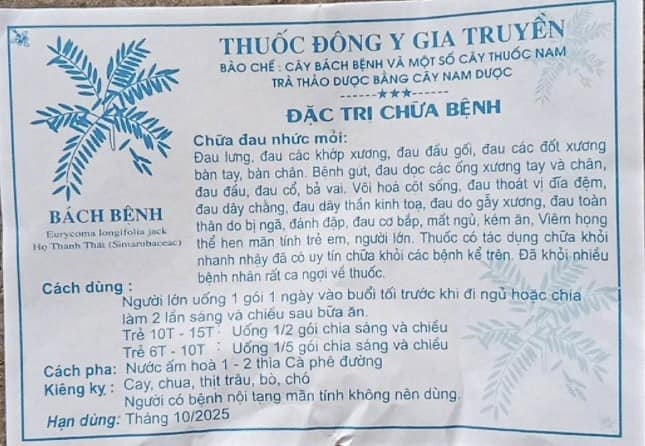 THUỐC ĐÔNG Y GIA TRUYỀN
BÀO CHẾ : CÂY BÁCH BỆNH VÀ MỘT SỐ CÂY THUỐC NAM
TRÀ THẢO DƯỢC BẰNG CÂY NAM DƯỢC
ĐẶC TRỊ CHỮA BỆNH
Chữa đau nhức mỏi:
Đau lưng, đau các khớp xương, đau đấu gối, đau các đốt xương
bàn tay, bàn chân. Bệnh gút, đau dọc các ống xương tay và chân,
đau đầu, đau cổ, bả vai. Vôi hoá cột sống, đau thoát vị đĩa đệm,
đau dây chằng, đau dây thần kinh toạ, đau do gẫy xương, đau toàn
thân do bị ngã, đánh đập, đau cơ bắp, mất ngủ, kém ăn, Viêm họng
thể hen mãn tính trẻ em, người lớn. Thuốc có tác dụng chữa khỏi
nhanh nhậy đã có uy tín chữa khỏi các bệnh kể trên. Đã khỏi nhiều
bệnh nhân rất ca ngợi về thuốc.
BÁCH BỆNH
Eurycoma longifolia jack
Họ Thanh Thất (Simarubaceac)
Cách dùng :
Người lớn uống 1 gói 1 ngày vào buổi tối trước khi đi ngủ hoặc chia
làm 2 lần sáng và chiều sau bữa ăn.
Trẻ 10T - 15T : Uống 1/2 gói chia sáng và chiều
Trẻ 6T - 10T : Uống 1/5 gói chia sáng và chiều
Cách pha: Nước ấm hoà 1 - 2 thìa Cà phê đường
Kiêng kỵ : Cay, chua, thịt trâu, bò, chó
Người có bệnh nội tạng mãn tính không nên dùng.
Hạn dùng: Tháng 10/2025